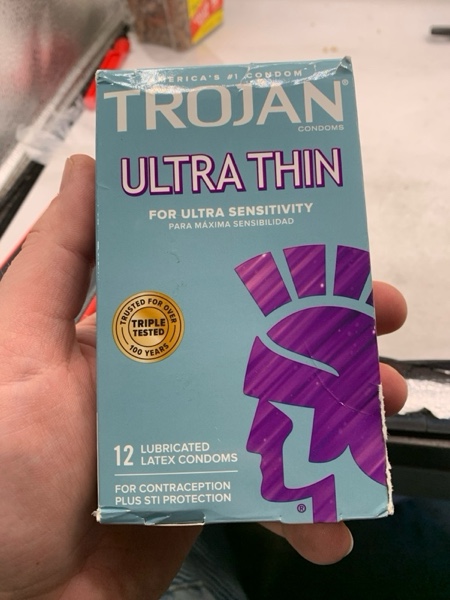 AMERICA'S #1 CONDOM
TROJAN®
CONDOMS
ULTRA THIN
FOR ULTRA SENSITIVITY
PARA MÁXIMA SENSIBILIDAD
TRUSTED FOR OVER
TRIPLE
TESTED
100 YEARS
12 LUBRICATED
LATEX CONDOMS
FOR CONTRACEPTION
PLUS STI PROTECTION
®